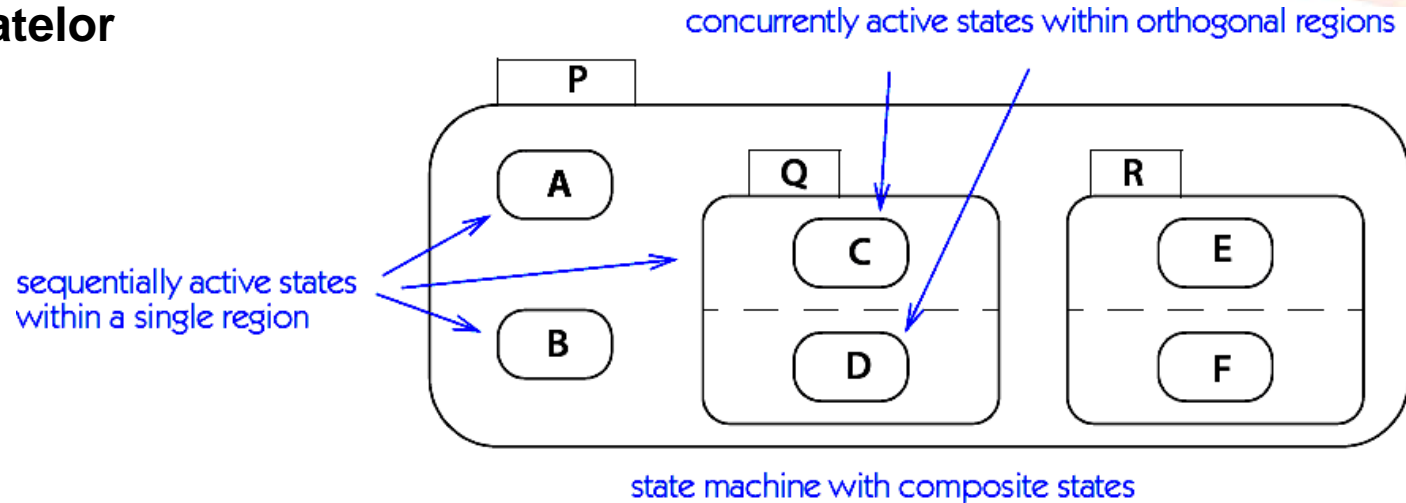 atelor
concurrently active states within orthogonal regions
P
A
Q
R
C
E
sequentially active states
within a single region
B
D
F
state machine with composite states